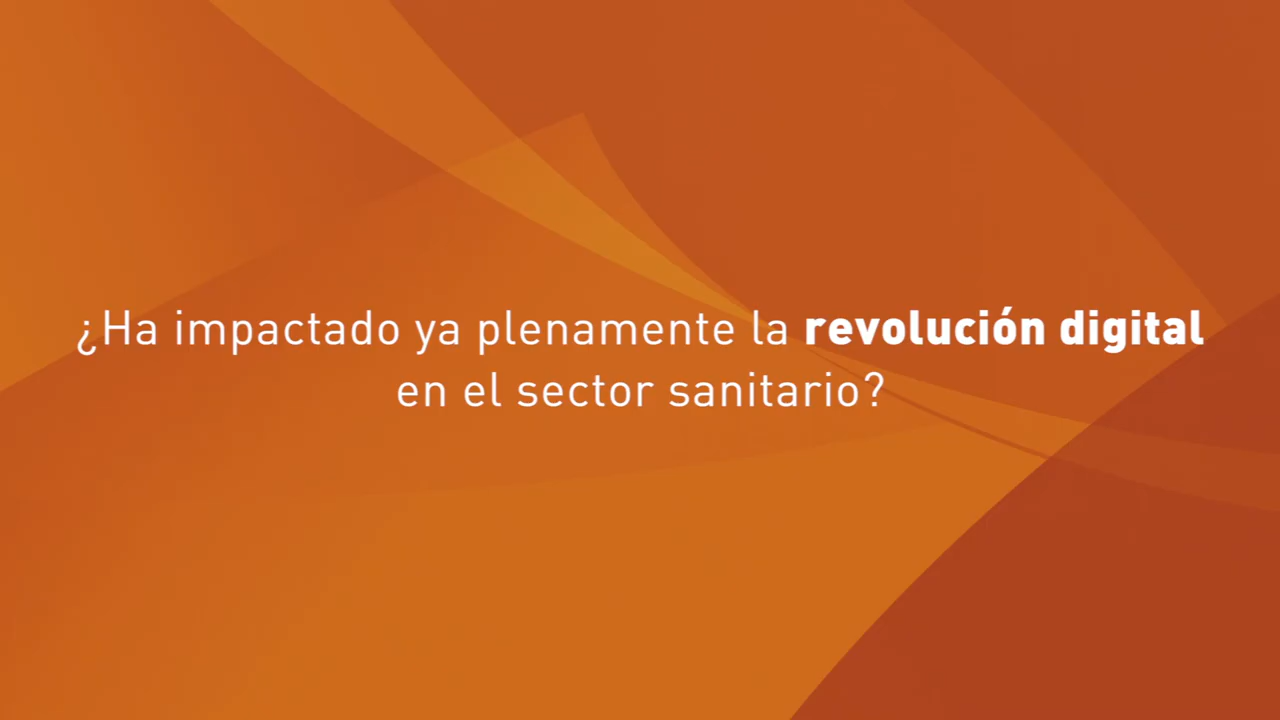 ¿Ha impactado ya plenamente la revolución digital
en el sector sanitario?